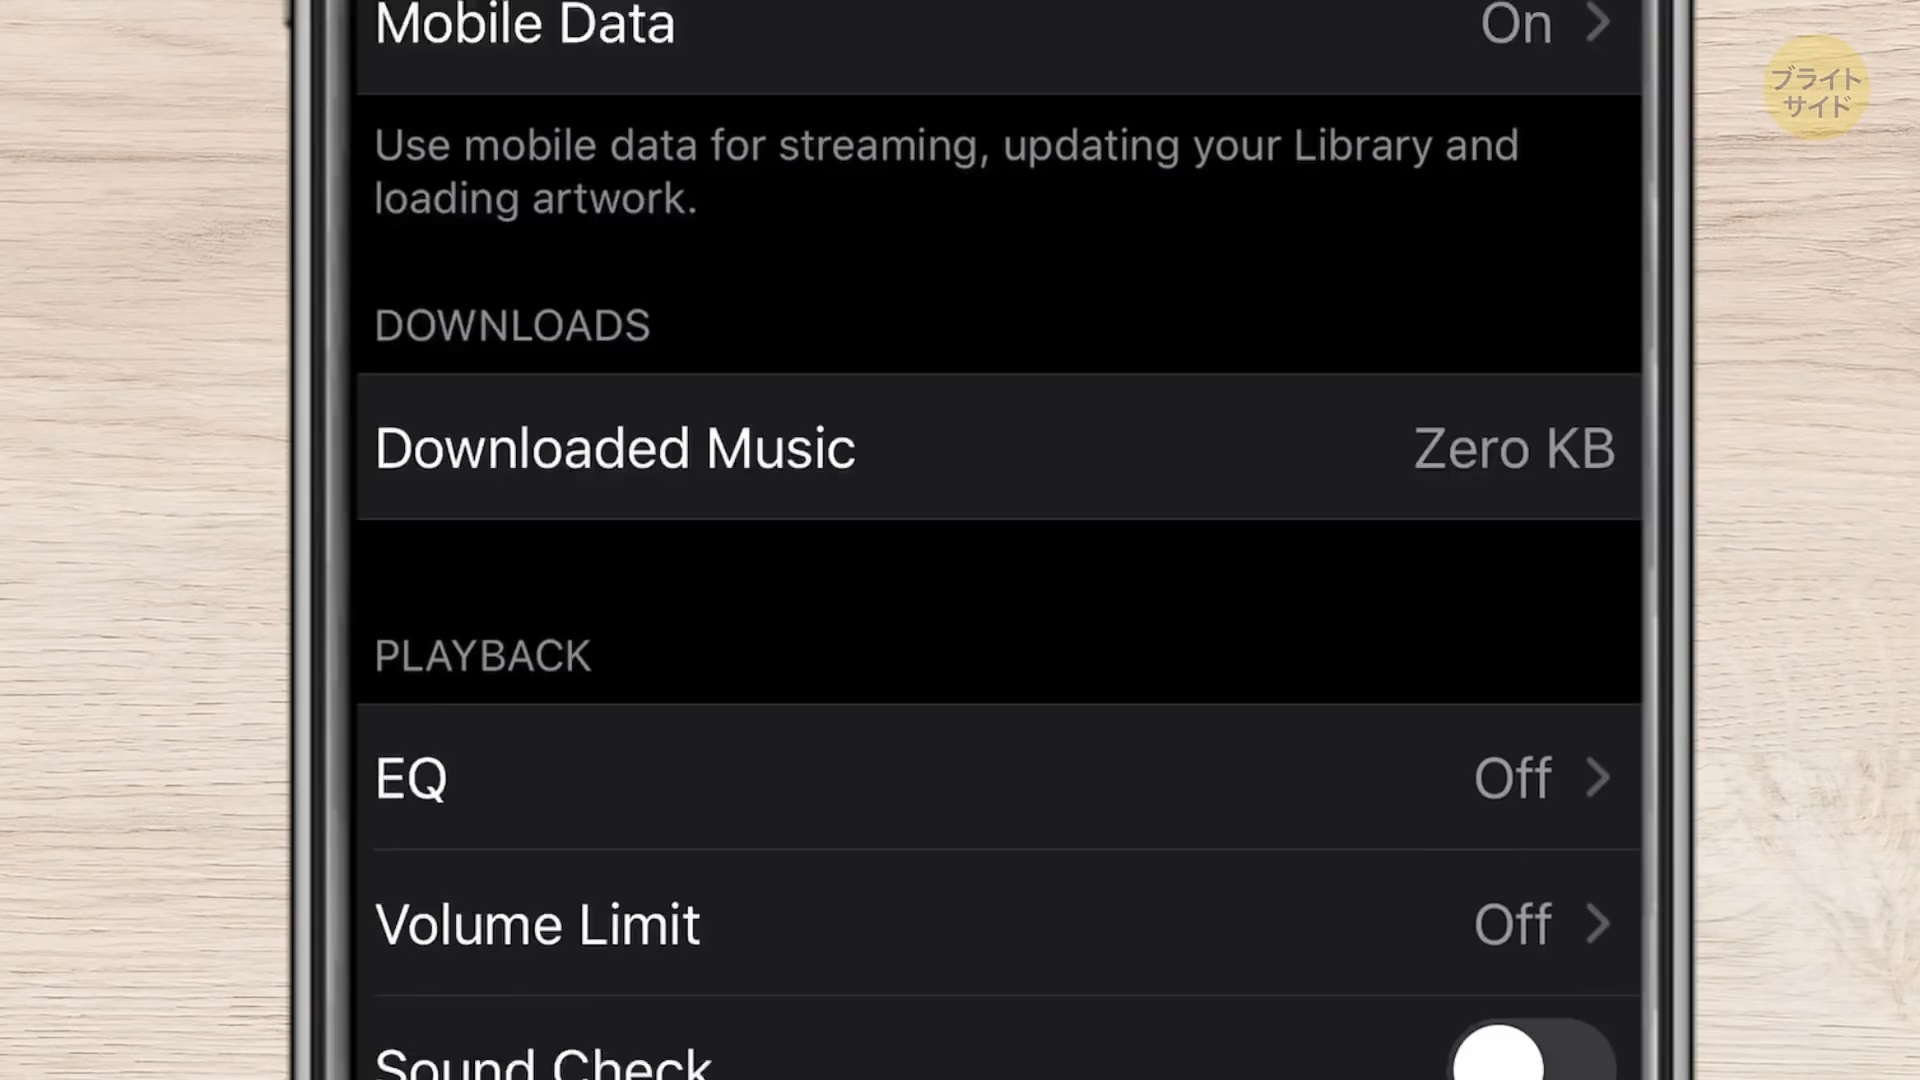 Mobile Data On
ブライト
サイド
Use mobile data for streaming, updating your Library and
loading artwork.
DOWNLOADS
Downloaded Music Zero KB
PLAYBACK
EQ Off
Volume Limit Off
Sound Check